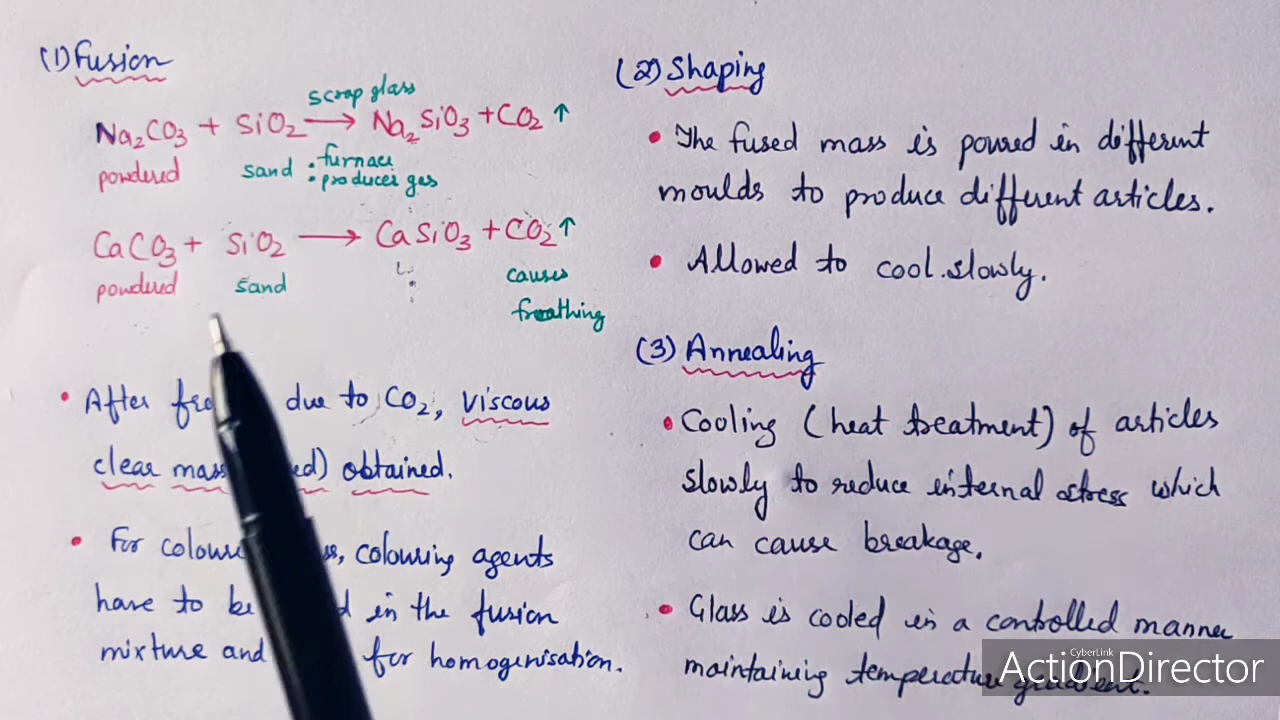 (1) Fusion
scrap glass
Na2CO3 + SiO2 → Na2SiO3 + CO2 ↑
powdered sand • furnace
• producer gas
CaCO3 + SiO2 → CaSiO3 + CO2 ↑
powdered sand causes
frothing
• After due to CO2, viscous
clear mass obtained.
• For colouring agents
have to be in the fusion
mixture and for homogenisation.
(2) Shaping
• The fused mass is poured in different
moulds to produce different articles.
• Allowed to cool slowly.
(3) Annealing
• Cooling (heat treatment) of articles
slowly to reduce internal stress which
can cause breakage.
• Glass is cooled in a controlled manner
maintaining temperature gradient.
CyberLink
ActionDirector